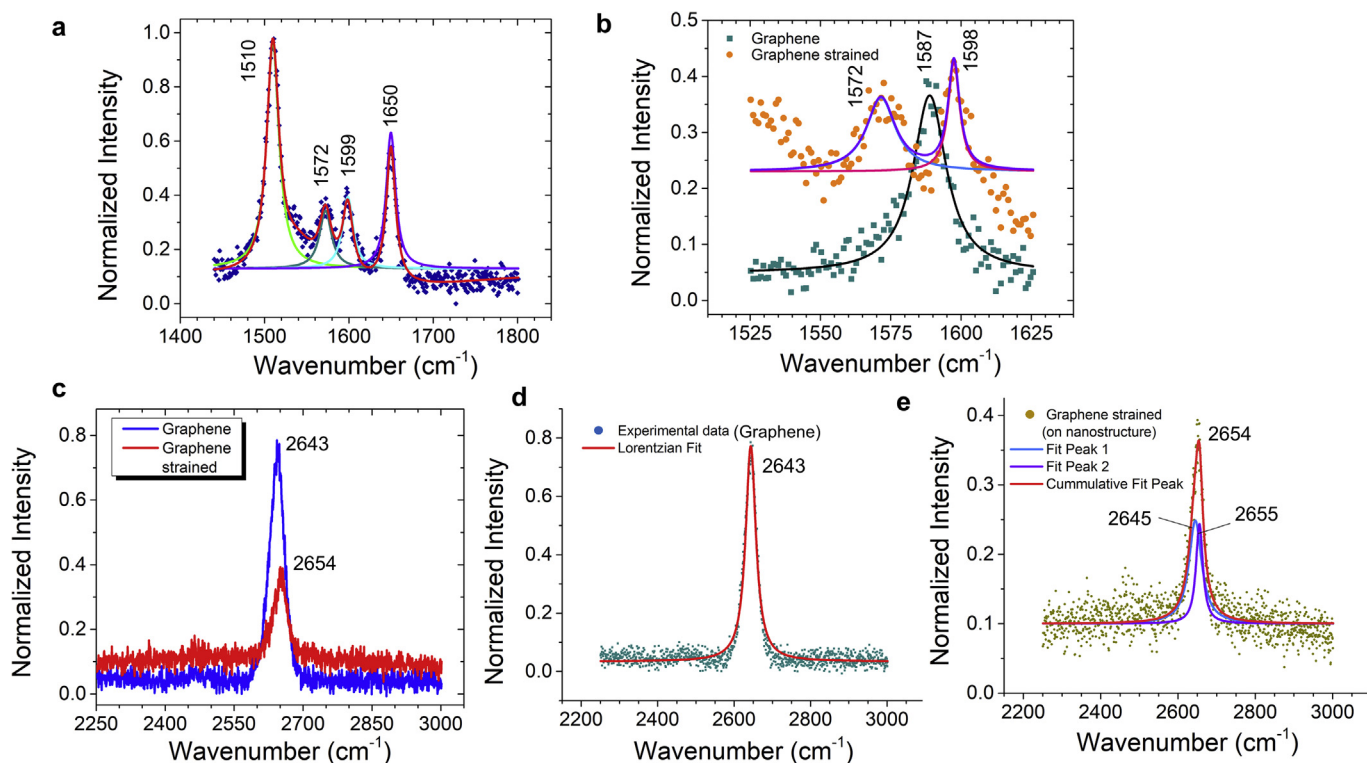 a
1510
1572
1599
1650
1.0
0.8
0.6
0.4
0.2
0.0
Normalized Intensity
1400
1500
1600
1700
1800
Wavenumber (cm⁻¹)
b
Graphene
Graphene strained
1572
1587
1598
0.5
0.4
0.3
0.2
0.1
0.0
Normalized Intensity
1525
1550
1575
1600
1625
Wavenumber (cm⁻¹)
c
Graphene
Graphene
strained
2643
2654
0.8
0.6
0.4
0.2
0.0
Normalized Intensity
2250
2400
2550
2700
2850
3000
Wavenumber (cm⁻¹)
d
Experimental data (Graphene)
Lorentzian Fit
2643
0.8
0.6
0.4
0.2
0.0
Normalized Intensity
2200
2400
2600
2800
3000
Wavenumber (cm⁻¹)
e
Graphene strained
(on nanostructure)
Fit Peak 1
Fit Peak 2
Cummulative Fit Peak
2654
2645
2655
0.4
0.3
0.2
0.1
0.0
Normalized Intensity
2200
2400
2600
2800
3000
Wavenumber (cm⁻¹)